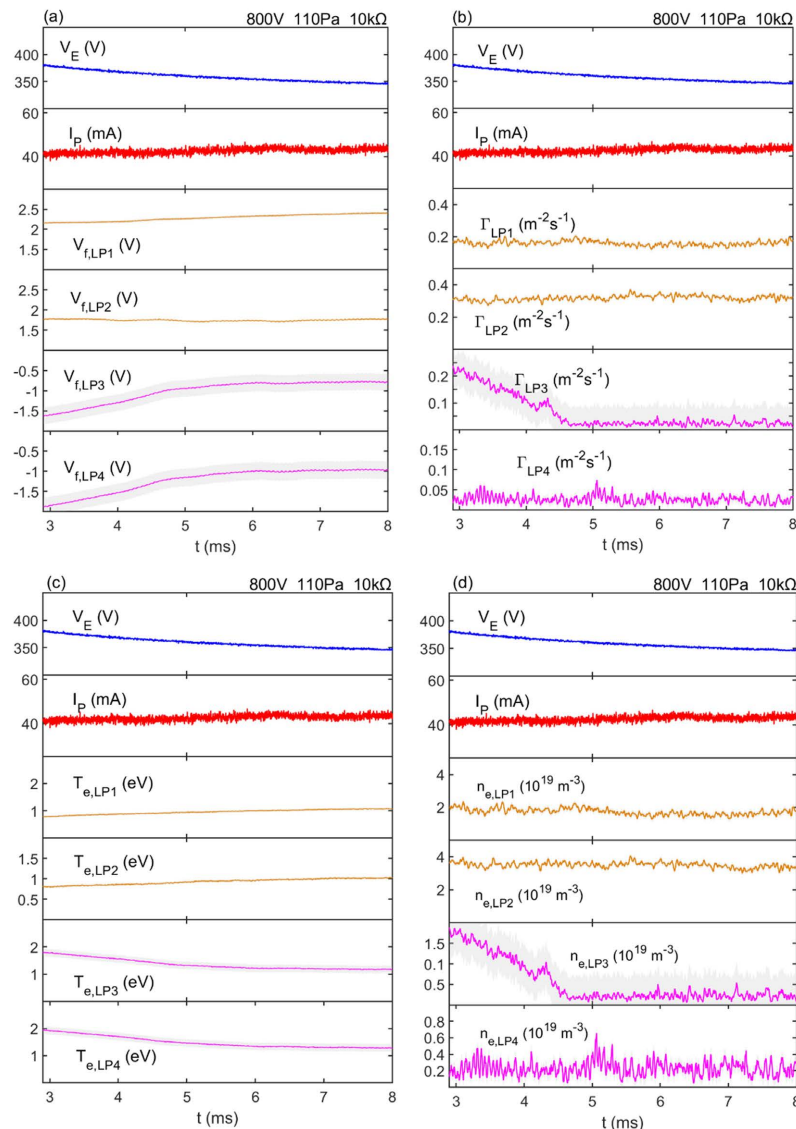 (a) 800V 110Pa 10kΩ
V_E (V)
400
350
I_P (mA)
60
40
V_f,LP1 (V)
2.5
2
1.5
V_f,LP2 (V)
2.5
2
1.5
V_f,LP3 (V)
-0.5
-1
-1.5
V_f,LP4 (V)
-0.5
-1
-1.5
3 4 5 6 7 8
t (ms)
(b) 800V 110Pa 10kΩ
V_E (V)
400
350
I_P (mA)
60
40
Γ_LP1 (m⁻²s⁻¹)
0.4
0.2
Γ_LP2 (m⁻²s⁻¹)
0.4
0.2
Γ_LP3 (m⁻²s⁻¹)
0.2
0.1
Γ_LP4 (m⁻²s⁻¹)
0.15
0.1
0.05
3 4 5 6 7 8
t (ms)
(c) 800V 110Pa 10kΩ
V_E (V)
400
350
I_P (mA)
60
40
T_e,LP1 (eV)
2
1
T_e,LP2 (eV)
1.5
1
0.5
T_e,LP3 (eV)
2
1
T_e,LP4 (eV)
2
1
3 4 5 6 7 8
t (ms)
(d) 800V 110Pa 10kΩ
V_E (V)
400
350
I_P (mA)
60
40
n_e,LP1 (10¹⁹ m⁻³)
4
2
n_e,LP2 (10¹⁹ m⁻³)
4
2
n_e,LP3 (10¹⁹ m⁻³)
1.5
1
0.5
n_e,LP4 (10¹⁹ m⁻³)
0.8
0.6
0.4
0.2
3 4 5 6 7 8
t (ms)